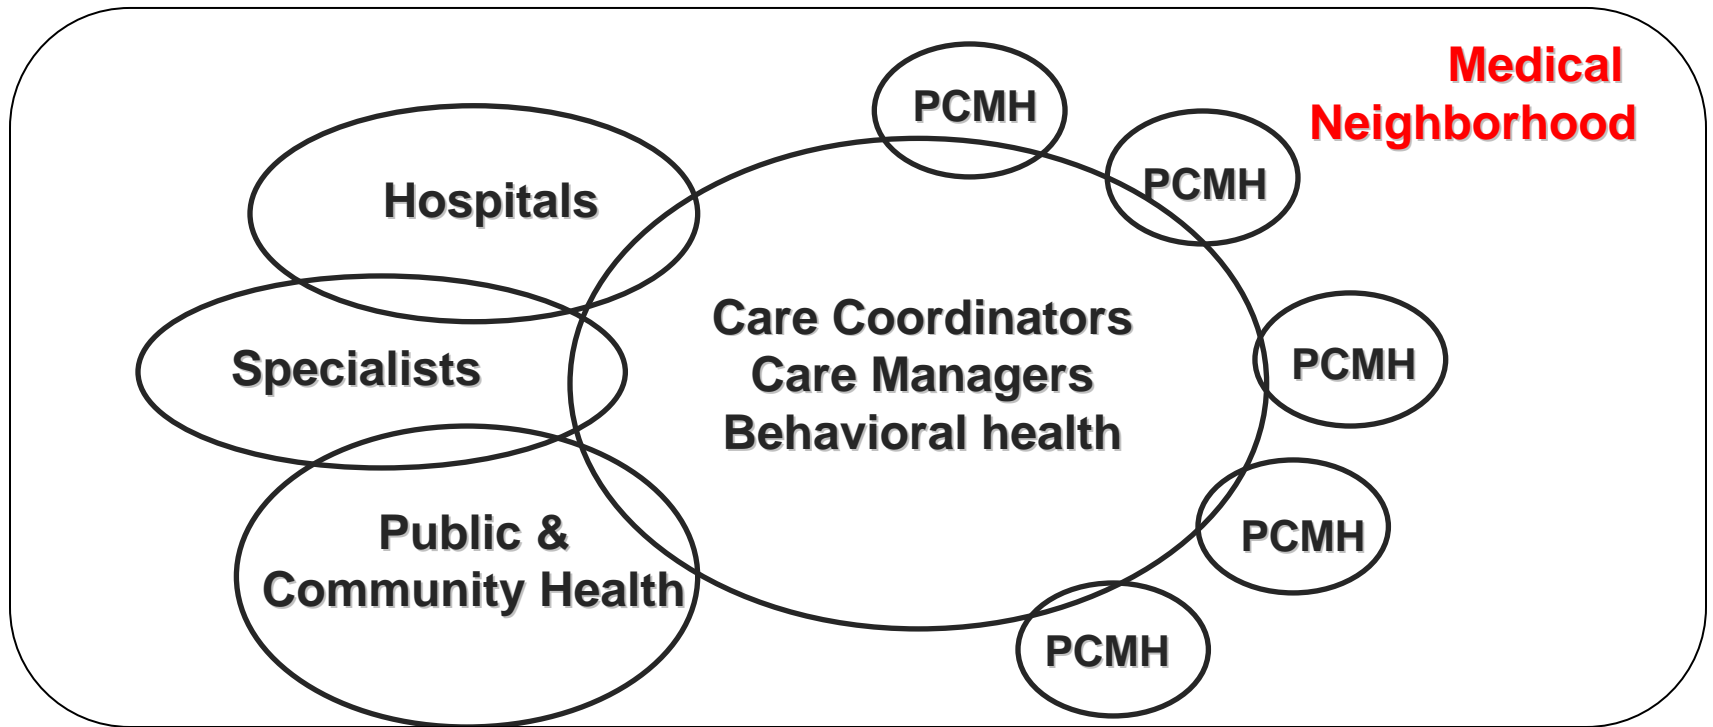 Medical
Neighborhood
PCMH
PCMH
Hospitals
Care Coordinators
Care Managers
Behavioral health
Specialists
PCMH
Public &
Community Health
PCMH
PCMH